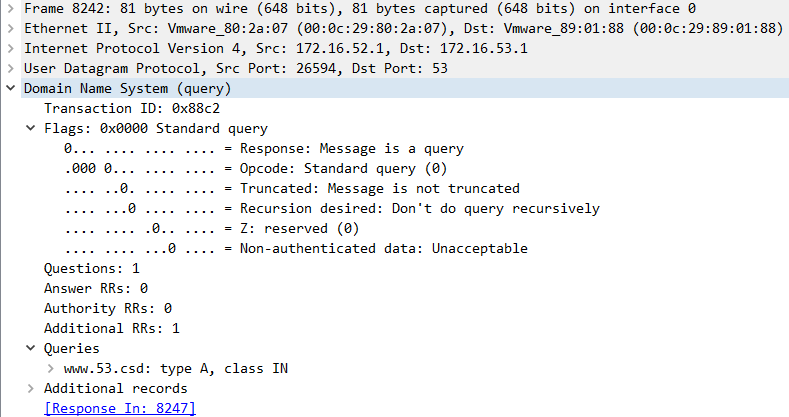 Frame 8242: 81 bytes on wire (648 bits), 81 bytes captured (648 bits) on interface 0
Ethernet II, Src: Vmware_80:2a:07 (00:0c:29:80:2a:07), Dst: Vmware_89:01:88 (00:0c:29:89:01:88)
Internet Protocol Version 4, Src: 172.16.52.1, Dst: 172.16.53.1
User Datagram Protocol, Src Port: 26594, Dst Port: 53
Domain Name System (query)
Transaction ID: 0x88c2
Flags: 0x0000 Standard query
0... .... .... .... = Response: Message is a query
.000 0... .... .... = Opcode: Standard query (0)
.... ..0. .... .... = Truncated: Message is not truncated
.... ...0 .... .... = Recursion desired: Don't do query recursively
.... .... .0.. .... = Z: reserved (0)
.... .... ...0 .... = Non-authenticated data: Unacceptable
Questions: 1
Answer RRs: 0
Authority RRs: 0
Additional RRs: 1
Queries
www.53.csd: type A, class IN
Additional records
[Response In: 8247]